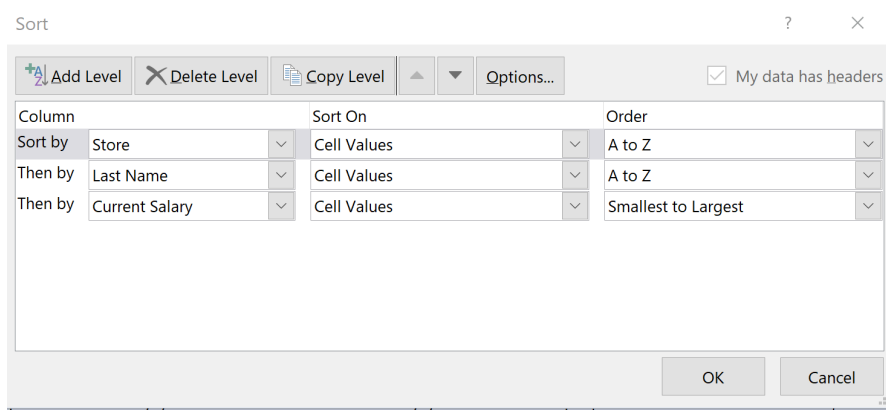 Sort ?
Add Level Delete Level Copy Level Options... My data has headers
Column Sort On Order
Sort by Store Cell Values A to Z
Then by Last Name Cell Values A to Z
Then by Current Salary Cell Values Smallest to Largest
OK Cancel